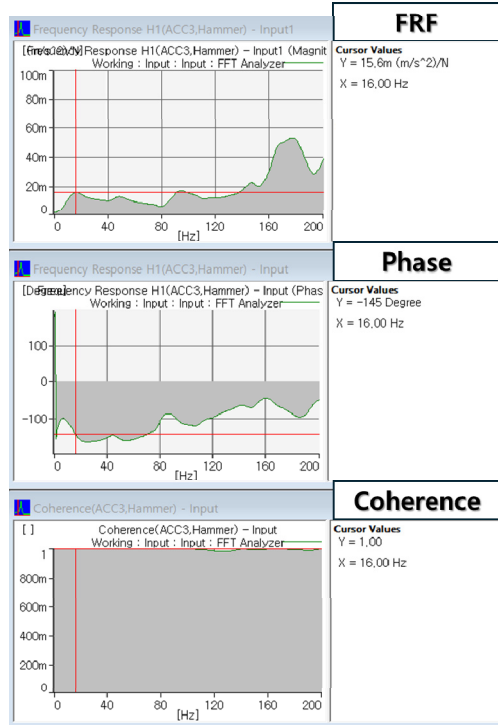 FRF
Frequency Response H1(ACC3,Hammer) - Input1
Frequency Response H1(ACC3,Hammer) - Input1 (Magnit
Working : Input : Input : FFT Analyzer
100m
80m
60m
40m
20m
0
0 40 80 120 160 200
[Hz]
Cursor Values
Y = 15,6m (m/s^2)/N
X = 16,00 Hz
Phase
Frequency Response H1(ACC3,Hammer) - Input
[Degree]
Frequency Response H1(ACC3,Hammer) - Input (Phas
Working : Input : Input : FFT Analyzer
100
0
-100
0 40 80 120 160 200
[Hz]
Cursor Values
Y = -145 Degree
X = 16,00 Hz
Coherence
Coherence(ACC3,Hammer) - Input
[ ]
Coherence(ACC3,Hammer) - Input
Working : Input : Input : FFT Analyzer
1
800m
600m
400m
200m
0
0 40 80 120 160 200
[Hz]
Cursor Values
Y = 1,00
X = 16,00 Hz